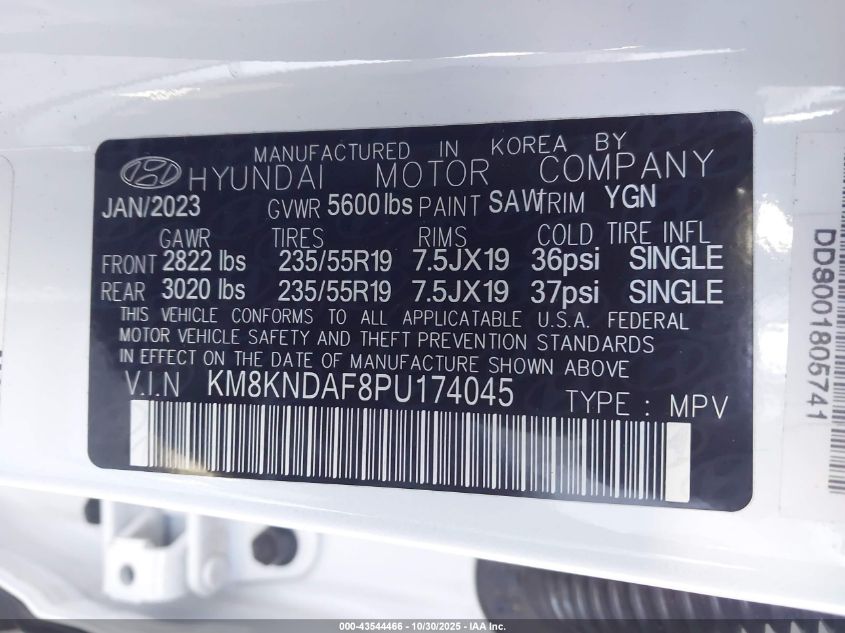 MANUFACTURED IN KOREA BY
HYUNDAI MOTOR COMPANY
JAN/2023 GVWR 5600 lbs PAINT SAW TRIM YGN
GAWR TIRES RIMS COLD TIRE INFL
FRONT 2822 lbs 235/55R19 7.5JX19 36psi SINGLE
REAR 3020 lbs 235/55R19 7.5JX19 37psi SINGLE
THIS VEHICLE CONFORMS TO ALL APPLICATABLE U.S.A. FEDERAL
MOTOR VEHICLE SAFETY AND THEFT PREVENTION STANDARDS
IN EFFECT ON THE DATE OF MANUFACTURE SHOWN ABOVE
V.I.N KM8KNDAF8PU174045 TYPE : MPV
DD8001805741
000-43544466 - 10/30/2025 - IAA Inc.